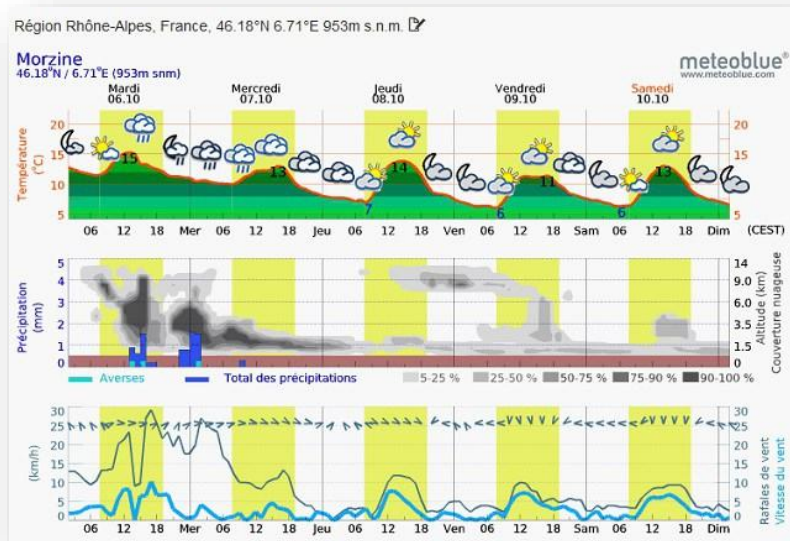 Région Rhône-Alpes, France, 46.18°N 6.71°E 953m s.n.m.
Morzine
46.18°N / 6.71°E (953m snm)
meteoblue®
www.meteoblue.com
Mardi Mercredi Jeudi Vendredi Samedi
06.10 07.10 08.10 09.10 10.10
Température
(°C)
20 20
15 15
10 10
5 5
15 13 14 11 13
7 6 6
06 12 18 Mer 06 12 18 Jeu 06 12 18 Ven 06 12 18 Sam 06 12 18 Dim (CEST)
Précipitation
(mm)
5 14
4 9.0
3 6.0
2 3.5
1 1.5
0 0
Altitude (km)
Couverture nuageuse
Averses Total des précipitations 5-25 % 25-50 % 50-75 % 75-90 % 90-100 %
(km/h)
30 30
25 25
20 20
15 15
10 10
5 5
0 0
Rafales de vent
Vitesse du vent
06 12 18 Mer 06 12 18 Jeu 06 12 18 Ven 06 12 18 Sam 06 12 18 Dim